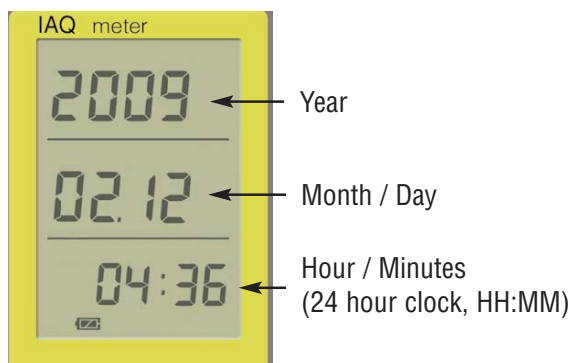 IAQ meter
2009
Year
02.12
Month / Day
04:36
Hour / Minutes
(24 hour clock, HH:MM)